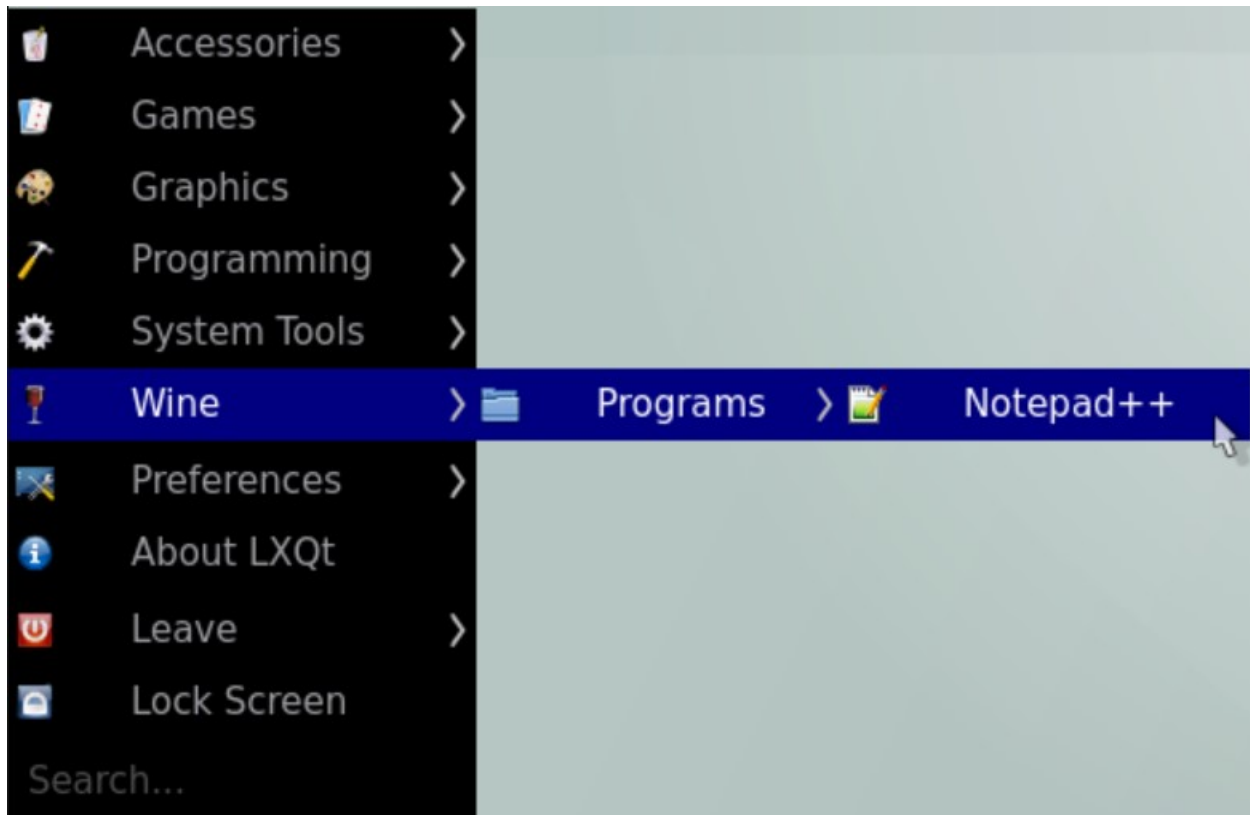 Accessories
Games
Graphics
Programming
System Tools
Wine Programs Notepad++
Preferences
About LXQt
Leave
Lock Screen
Search...